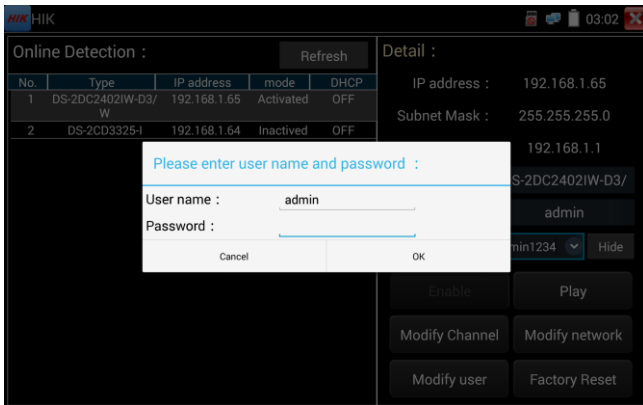 HIK HIK 03:02
Online Detection : Refresh
No. Type IP address mode DHCP
1 DS-2DC2402IW-D3/W 192.168.1.65 Activated OFF
2 DS-2CD3325-I 192.168.1.64 Inactived OFF
Detail :
IP address : 192.168.1.65
Subnet Mask : 255.255.255.0
192.168.1.1
S-2DC2402IW-D3/
admin
min1234 Hide
Enable Play
Modify Channel Modify network
Modify user Factory Reset
Please enter user name and password :
User name : admin
Password :
Cancel OK